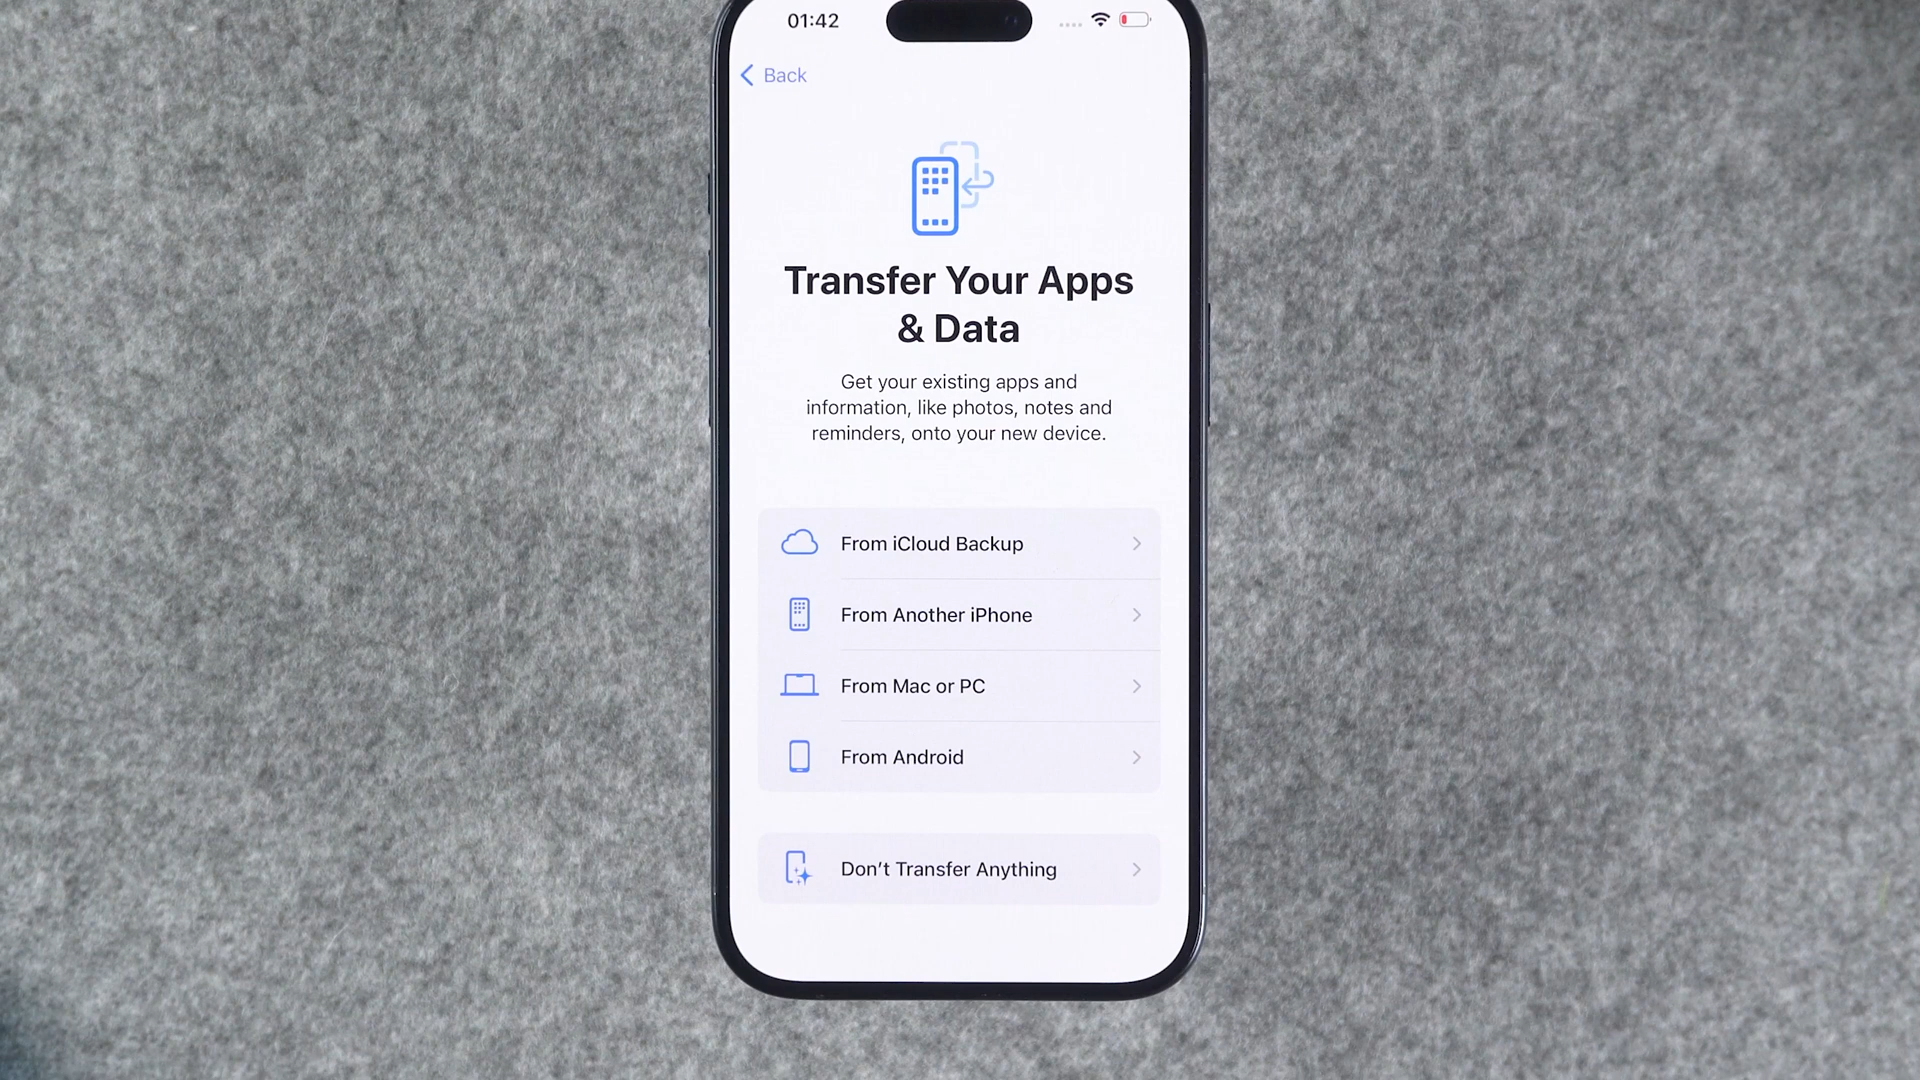 01:42
Back
Transfer Your Apps
& Data
Get your existing apps and
information, like photos, notes and
reminders, onto your new device.
From iCloud Backup
From Another iPhone
From Mac or PC
From Android
Don’t Transfer Anything